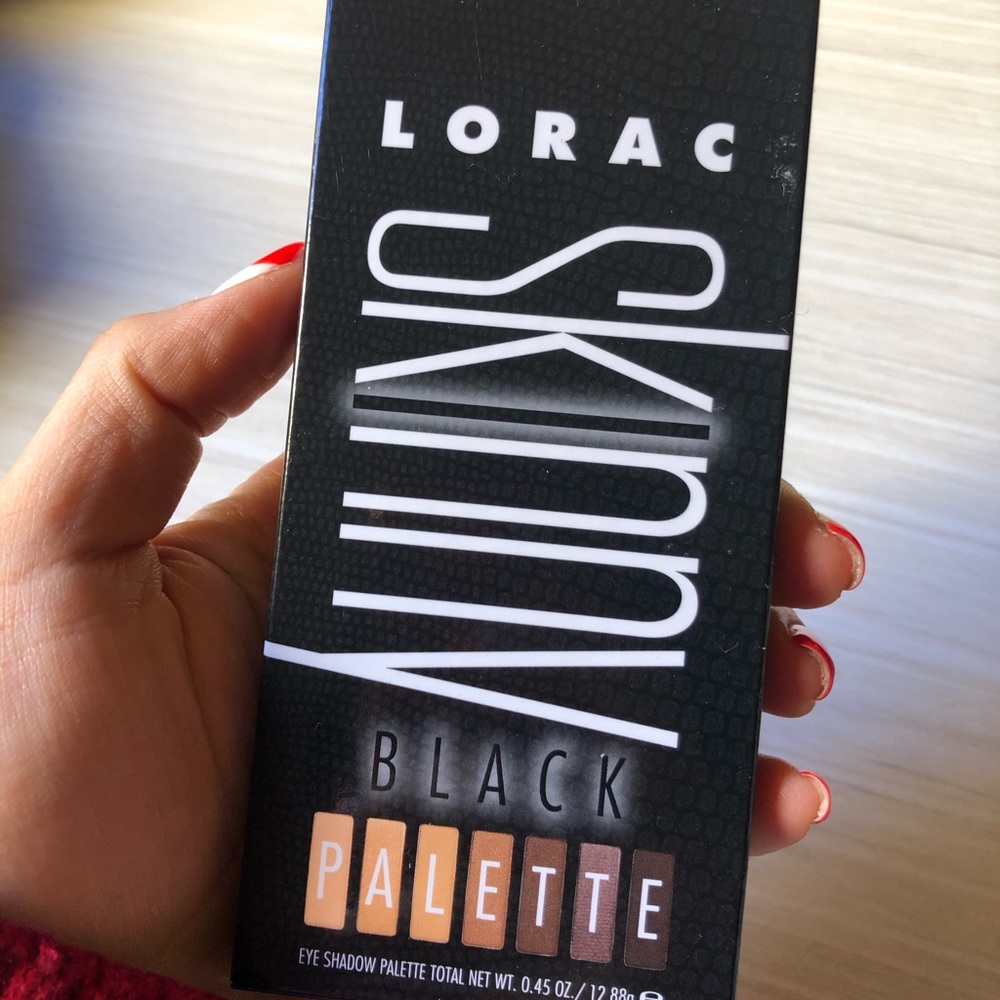 LORAC
Skinny
BLACK
PALETTE
EYE SHADOW PALETTE TOTAL NET WT. 0.45 OZ./ 12.88g ℮